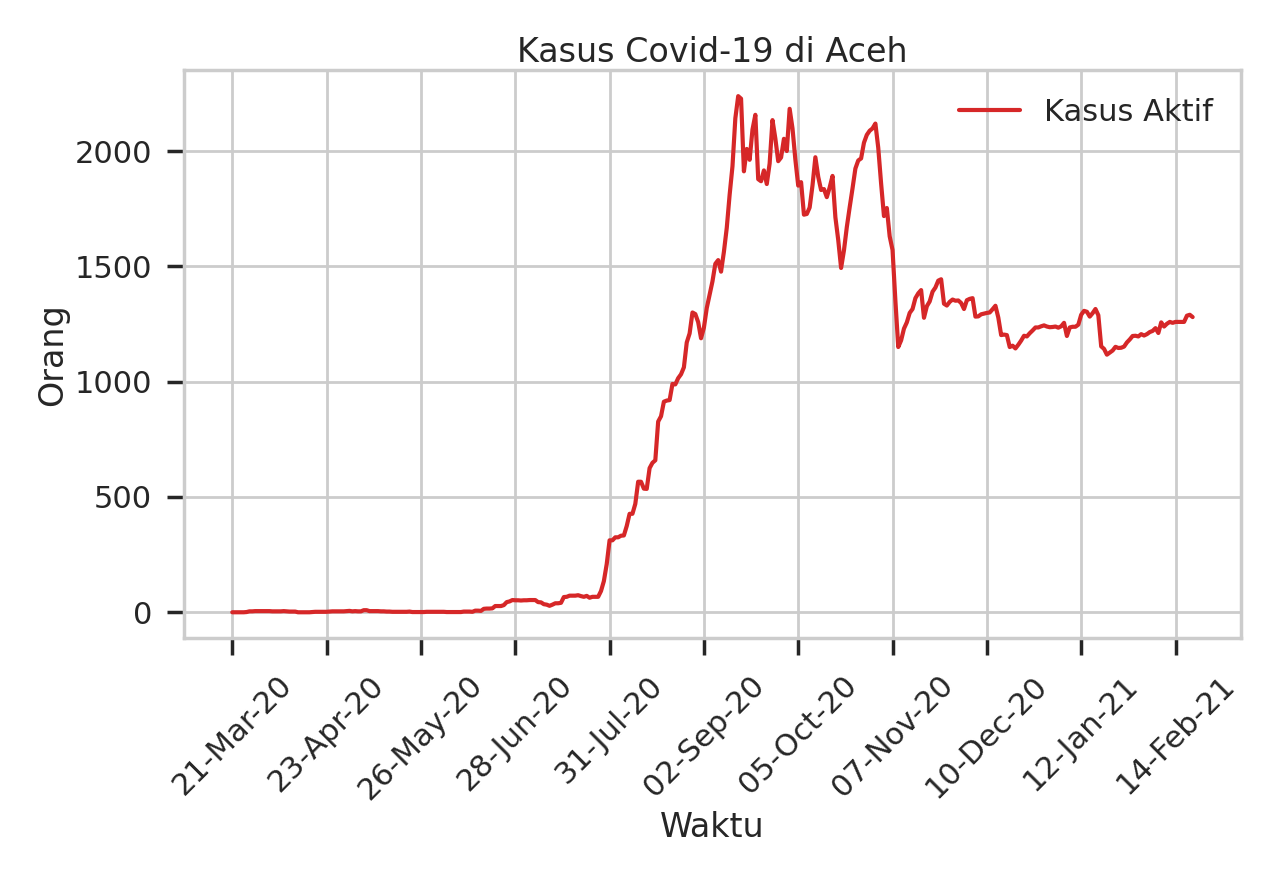 Kasus Covid-19 di Aceh
Kasus Aktif
Orang
2000
1500
1000
500
0
21-Mar-20
23-Apr-20
26-May-20
28-Jun-20
31-Jul-20
02-Sep-20
05-Oct-20
07-Nov-20
10-Dec-20
12-Jan-21
14-Feb-21
Waktu